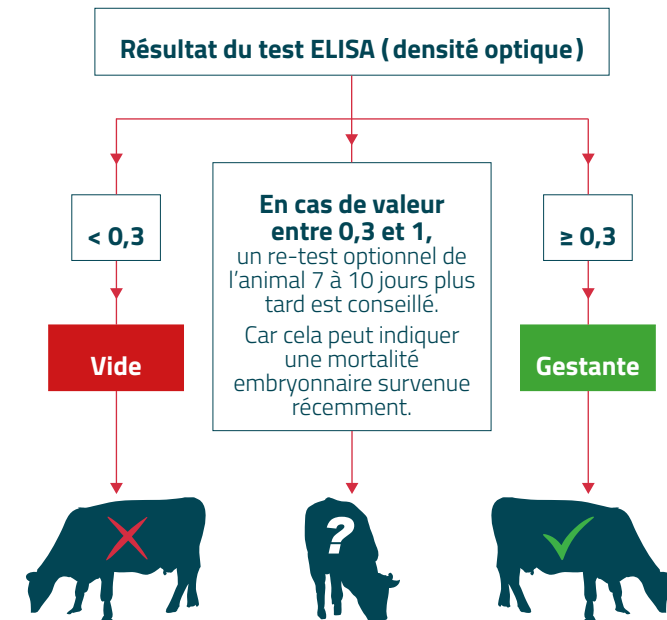 Résultat du test ELISA (densité optique)
< 0,3
Vide
En cas de valeur
entre 0,3 et 1,
un re-test optionnel de
l'animal 7 à 10 jours plus
tard est conseillé.
Car cela peut indiquer
une mortalité
embryonnaire survenue
récemment.
?
≥ 0,3
Gestante